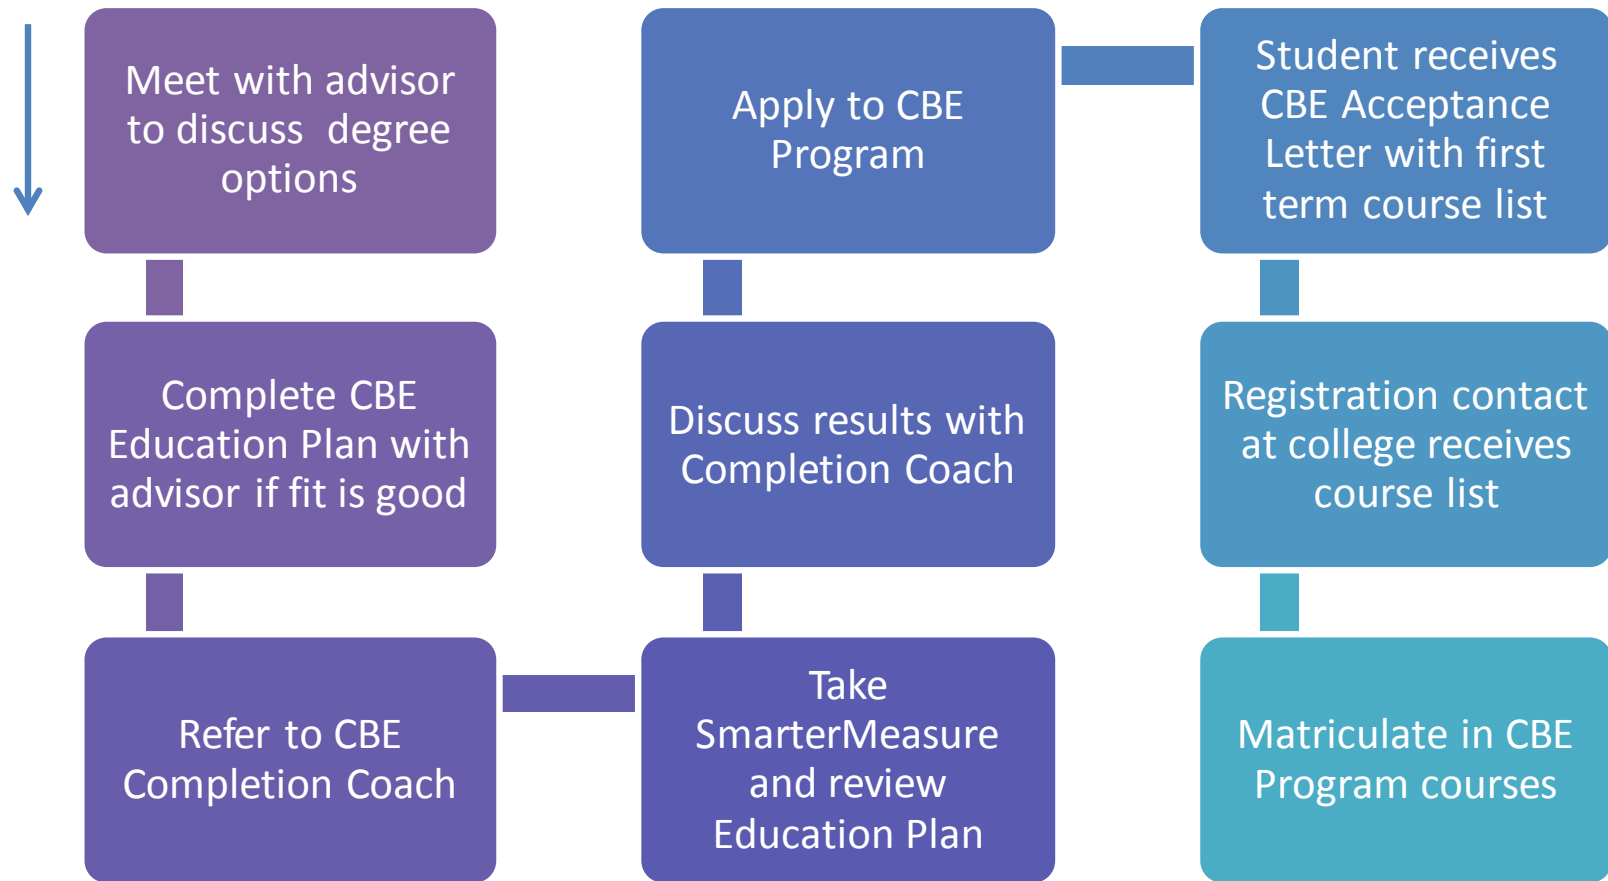 Meet with advisor
to discuss  degree
options
Complete CBE
Education Plan with
advisor if fit is good
Refer to CBE
Completion Coach
Take
SmarterMeasure
and review
Education Plan
Discuss results with
Completion Coach
Apply to CBE
Program
Student receives
CBE Acceptance
Letter with first
term course list
Registration contact
at college receives
course list
Matriculate in CBE
Program courses